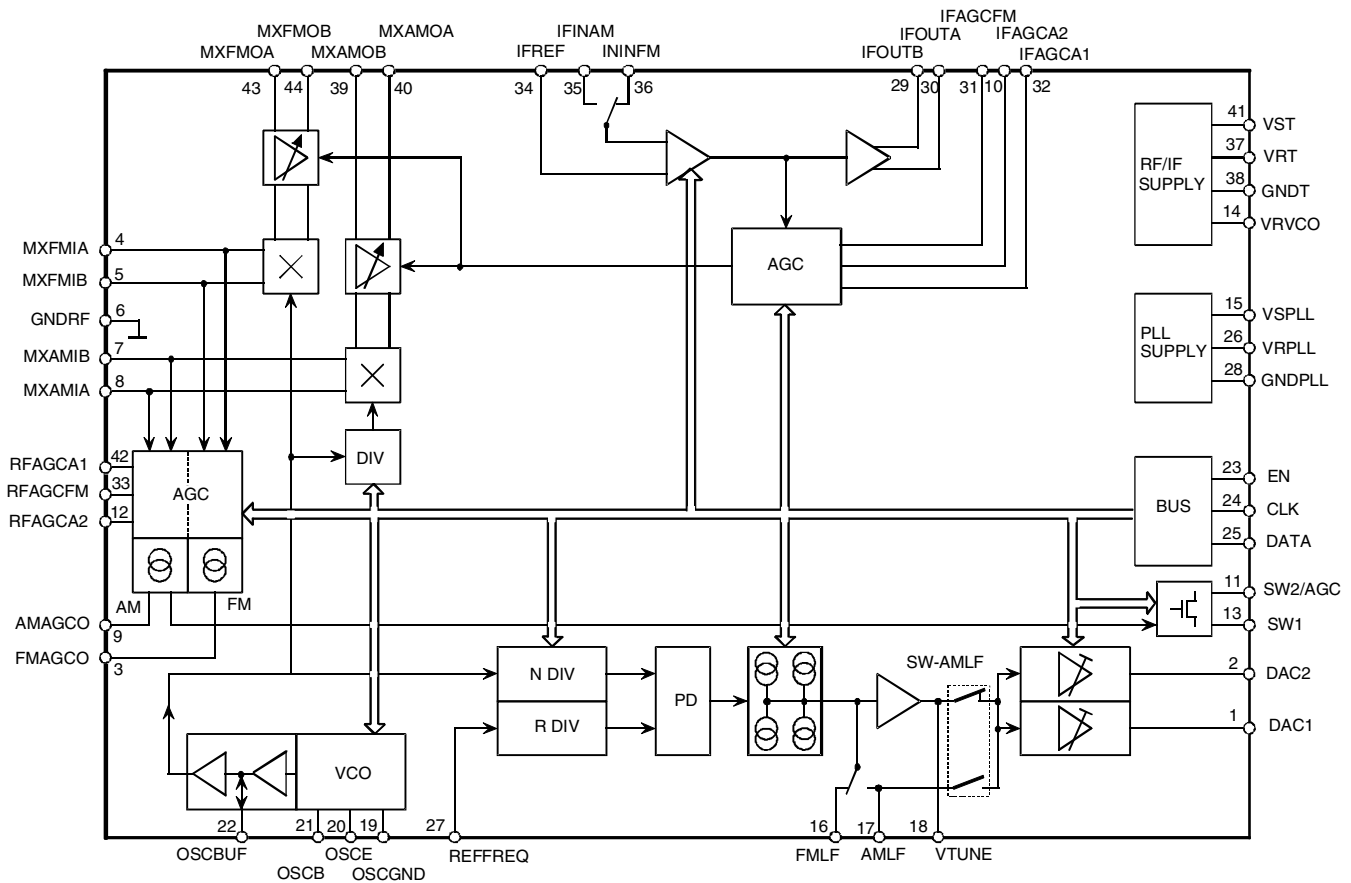 IFAGCFM
MXFMOB MXAMOA IFINAM IFOUTA IFAGCA2
MXFMOA MXAMOB IFREF ININFM IFOUTB IFAGCA1
43 44 39 40 34 35 36 29 30 31 10 32
41 VST
37 VRT
RF/IF
SUPPLY
38 GNDT
14 VRVCO
MXFMIA 4
MXFMIB 5
GNDRF 6
MXAMIB 7
MXAMIA 8
AGC
15 VSPLL
PLL
SUPPLY
26 VRPLL
28 GNDPLL
DIV
RFAGCA1 42
RFAGCFM 33
RFAGCA2 12
AGC
BUS
23 EN
24 CLK
25 DATA
AM FM
11 SW2/AGC
13 SW1
AMAGCO 9
FMAGCO 3
N DIV
R DIV
PD
SW-AMLF
2 DAC2
1 DAC1
VCO
22 21 20 19 27 16 17 18
OSCBUF OSCE REFFREQ FMLF AMLF VTUNE
OSCB OSCGND